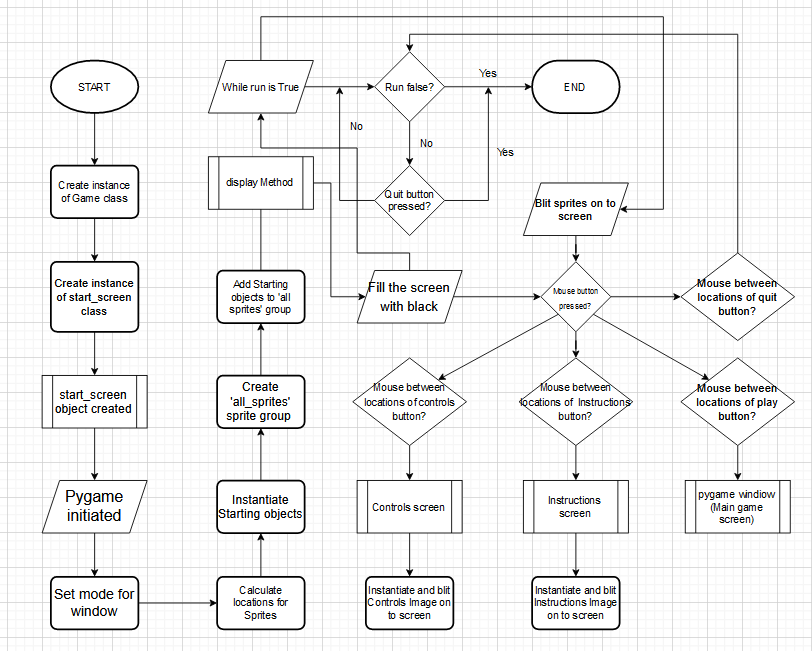 START
While run is True
Run false?
Yes
END
No
No
Yes
Create instance
of Game class
display Method
Quit button
pressed?
Blit sprites on to
screen
Create instance
of start_screen
class
Add Starting
objects to 'all
sprites' group
Fill the screen
with black
Mouse button
pressed?
Mouse between
locations of quit
button?
start_screen
object created
Create
'all_sprites'
sprite group
Mouse between
locations of controls
button?
Mouse between
locations of Instructions
button?
Mouse between
locations of play
button?
Pygame
initiated
Instantiate
Starting objects
Controls screen
Instructions
screen
pygame window
(Main game
screen)
Set mode for
window
Calculate
locations for
Sprites
Instantiate and blit
Controls Image on
to screen
Instantiate and blit
Instructions Image
on to screen